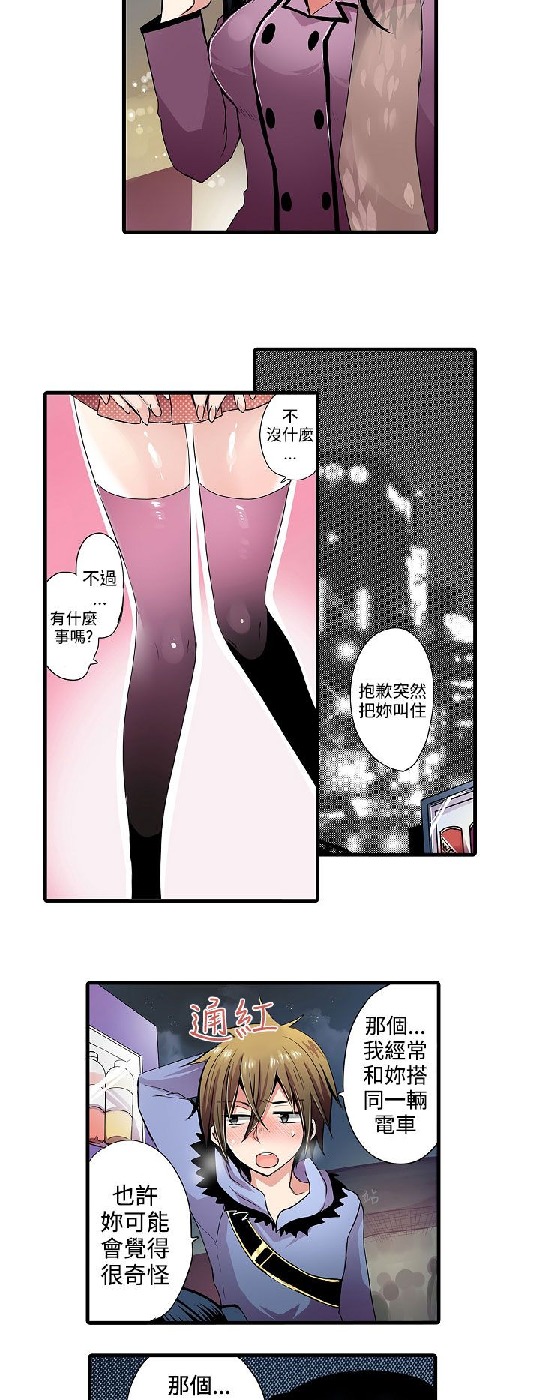 抱歉突然
把妳叫住
不
沒什麼
...
不過
...
有什麼
事嗎?
通紅
那個...
我經常
和妳搭
同一輛
電車
也許
妳可能
會覺得
很奇怪
那個...